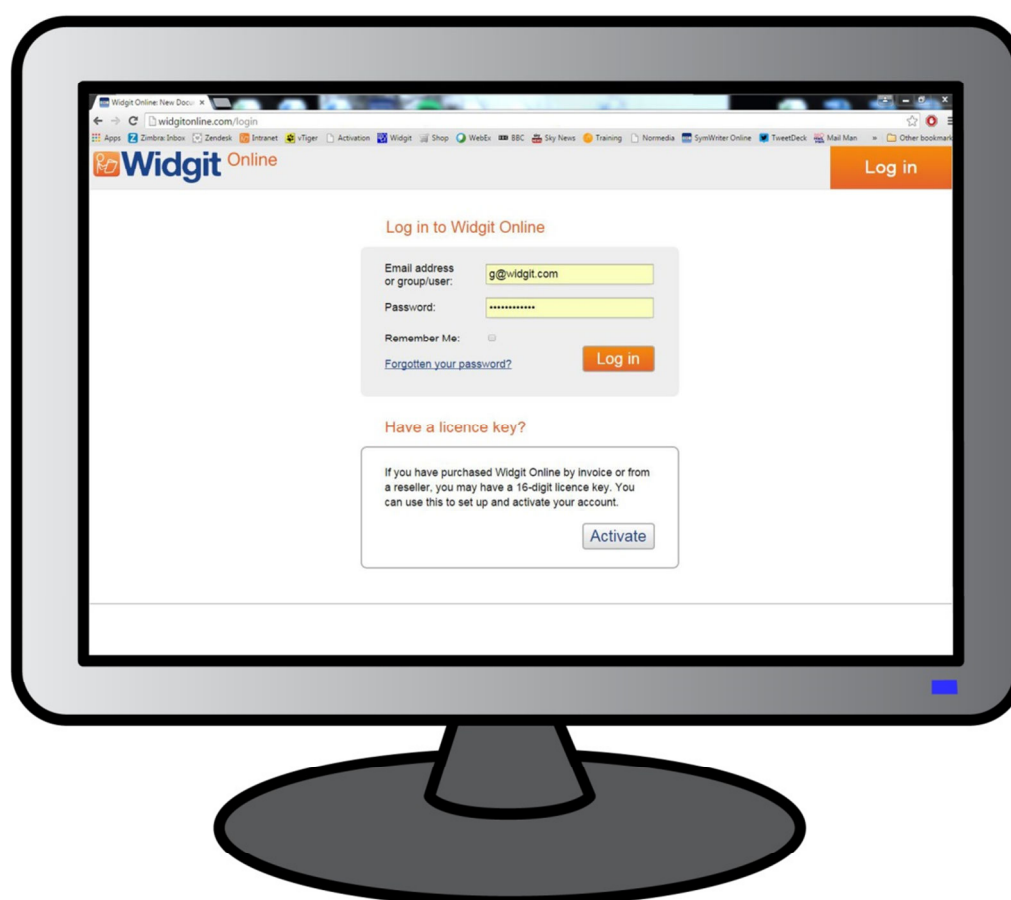 Widgit Online: New Docu
widgitonline.com/login
Apps Zimbra: Inbox Zendesk Intranet vTiger Activation Widgit Shop WebEx BBC Sky News Training Normedia SymWriter Online TweetDeck Mail Man » Other bookmark
Widgit Online
Log in
Log in to Widgit Online
Email address
or group/user:
g@widgit.com
Password:
••••••••••••
Remember Me:
Forgotten your password?
Log in
Have a licence key?
If you have purchased Widgit Online by invoice or from
a reseller, you may have a 16-digit licence key. You
can use this to set up and activate your account.
Activate